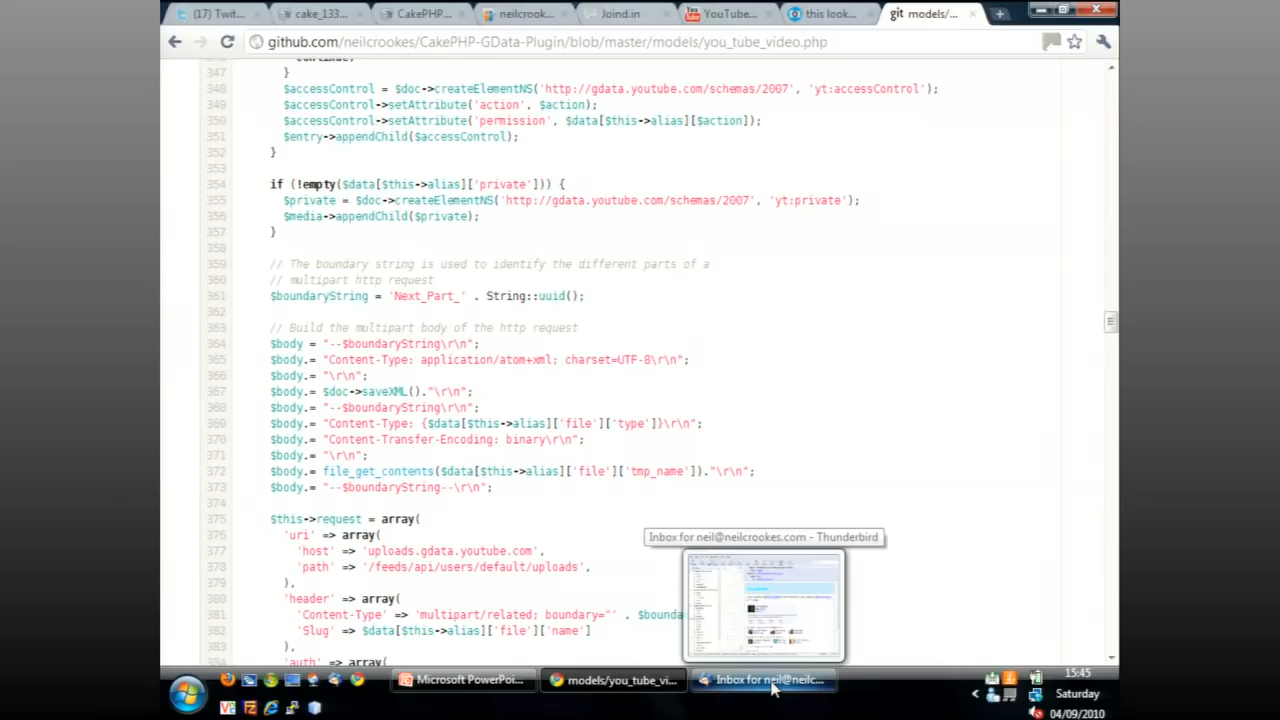 (17) Twit... cake_133... CakePHP... neilcrook... Joind.in YouTube... this look... git models/...
github.com/neilcrookes/CakePHP-GData-Plugin/blob/master/models/you_tube_video.php
347 }
348 $accessControl = $doc->createElementNS('http://gdata.youtube.com/schemas/2007', 'yt:accessControl');
349 $accessControl->setAttribute('action', $action);
350 $accessControl->setAttribute('permission', $data[$this->alias][$action]);
351 $entry->appendChild($accessControl);
352 }
353
354 if (!empty($data[$this->alias]['private'])) {
355 $private = $doc->createElementNS('http://gdata.youtube.com/schemas/2007', 'yt:private');
356 $media->appendChild($private);
357 }
358
359 // The boundary string is used to identify the different parts of a
360 // multipart http request
361 $boundaryString = 'Next_Part_' . String::uuid();
362
363 // Build the multipart body of the http request
364 $body = "--$boundaryString\r\n";
365 $body.= "Content-Type: application/atom+xml; charset=UTF-8\r\n";
366 $body.= "\r\n";
367 $body.= $doc->saveXML()."\r\n";
368 $body.= "--$boundaryString\r\n";
369 $body.= "Content-Type: {$data[$this->alias]['file']['type']}\r\n";
370 $body.= "Content-Transfer-Encoding: binary\r\n";
371 $body.= "\r\n";
372 $body.= file_get_contents($data[$this->alias]['file']['tmp_name'])."\r\n";
373 $body.= "--$boundaryString--\r\n";
374
375 $this->request = array(
376 'uri' => array(
377 'host' => 'uploads.gdata.youtube.com',
378 'path' => '/feeds/api/users/default/uploads',
379 ),
380 'header' => array(
381 'Content-Type' => 'multipart/related; boundary="' . $bounda
382 'Slug' => $data[$this->alias]['file']['name']
383 ),
384 'auth' => array(
Inbox for neil@neilcrookes.com - Thunderbird
Microsoft PowerPoi... models/you_tube_vi... Inbox for neil@neilc...
15:45
Saturday
04/09/2010